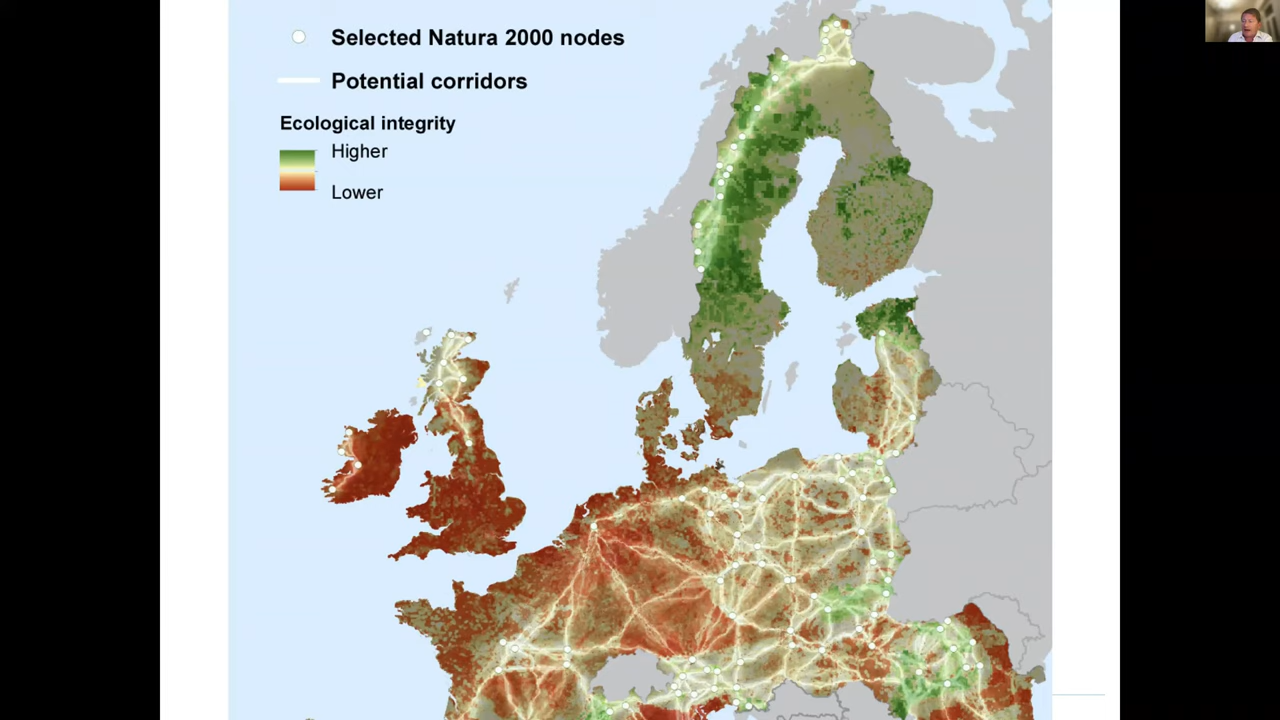 Selected Natura 2000 nodes
Potential corridors
Ecological integrity
Higher
Lower